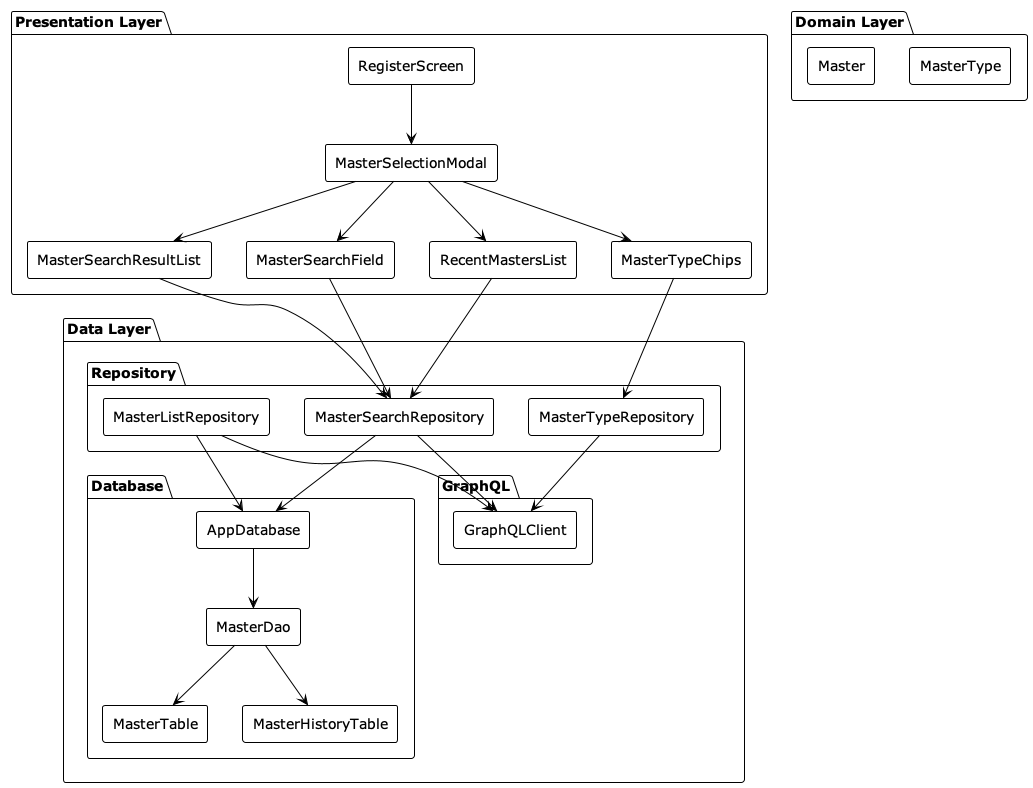 Presentation Layer
Domain Layer
RegisterScreen
Master
MasterType
MasterSelectionModal
MasterSearchResultList
MasterSearchField
RecentMastersList
MasterTypeChips
Data Layer
Repository
MasterListRepository
MasterSearchRepository
MasterTypeRepository
Database
GraphQL
AppDatabase
GraphQLClient
MasterDao
MasterTable
MasterHistoryTable